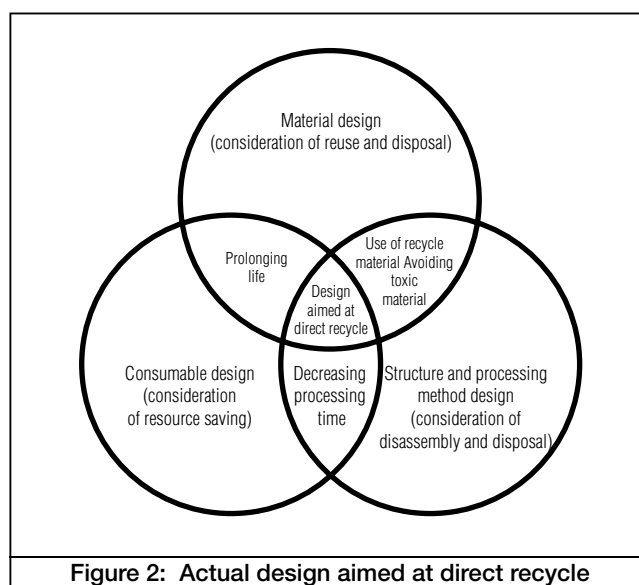 Material design
(consideration of reuse and disposal)
Prolonging
life
Use of recycle
material Avoiding
toxic
material
Design
aimed at
direct recycle
Consumable design
(consideration
of resource saving)
Decreasing
processing
time
Structure and processing
method design
(consideration of
disassembly and disposal)
Figure 2: Actual design aimed at direct recycle